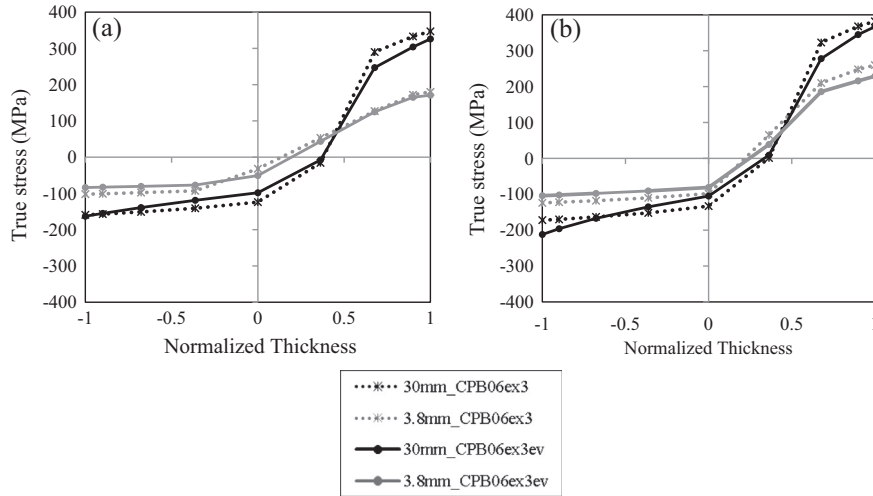 (a)
400
300
200
100
0
-100
-200
-300
-400
True stress (MPa)
-1
-0.5
0
0.5
1
Normalized Thickness
(b)
400
300
200
100
0
-100
-200
-300
-400
True stress (MPa)
-1
-0.5
0
0.5
1
Normalized Thickness
30mm_CPB06ex3
3.8mm_CPB06ex3
30mm_CPB06ex3ev
3.8mm_CPB06ex3ev